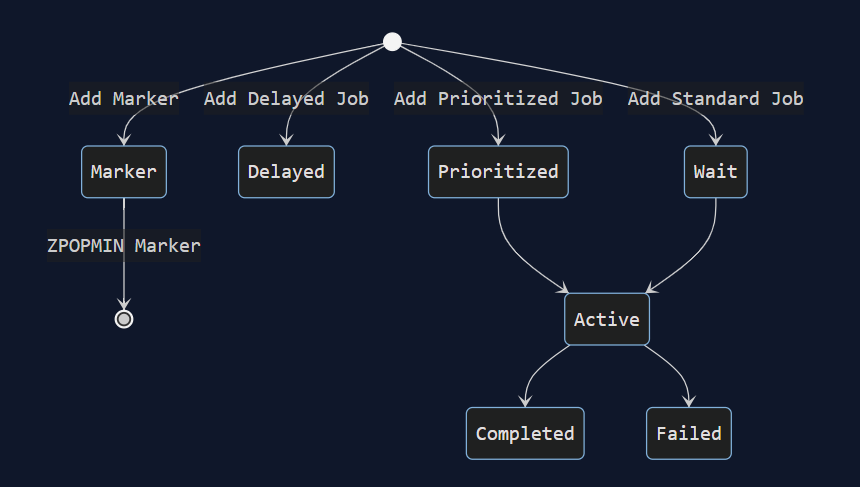 Add Marker
Add Delayed Job
Add Prioritized Job
Add Standard Job
Marker
Delayed
Prioritized
Wait
ZPOPMIN Marker
Active
Completed
Failed